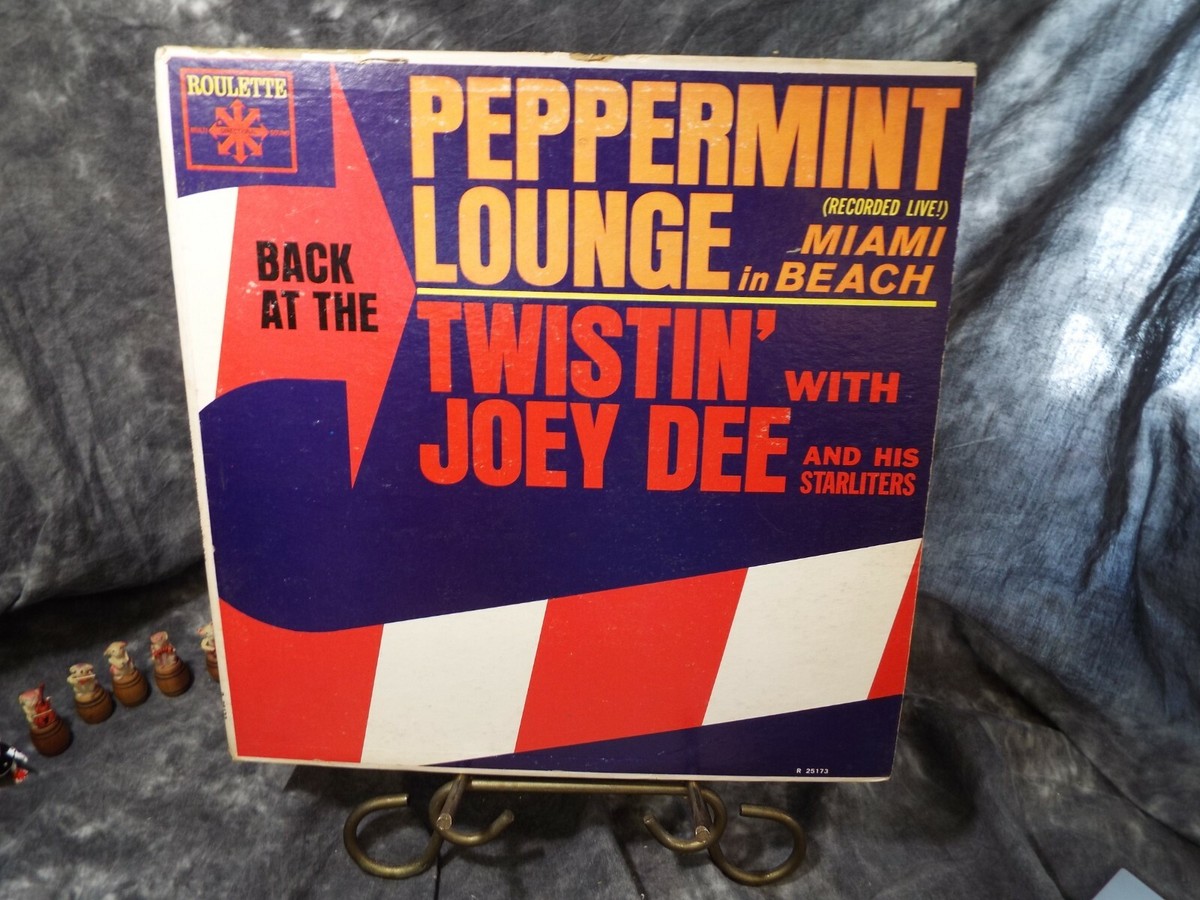 ROULETTE
BACK
AT THE
PEPPERMINT
LOUNGE
(RECORDED LIVE!)
in MIAMI
BEACH
TWISTIN' WITH
JOEY DEE AND HIS
STARLITERS
R 25173